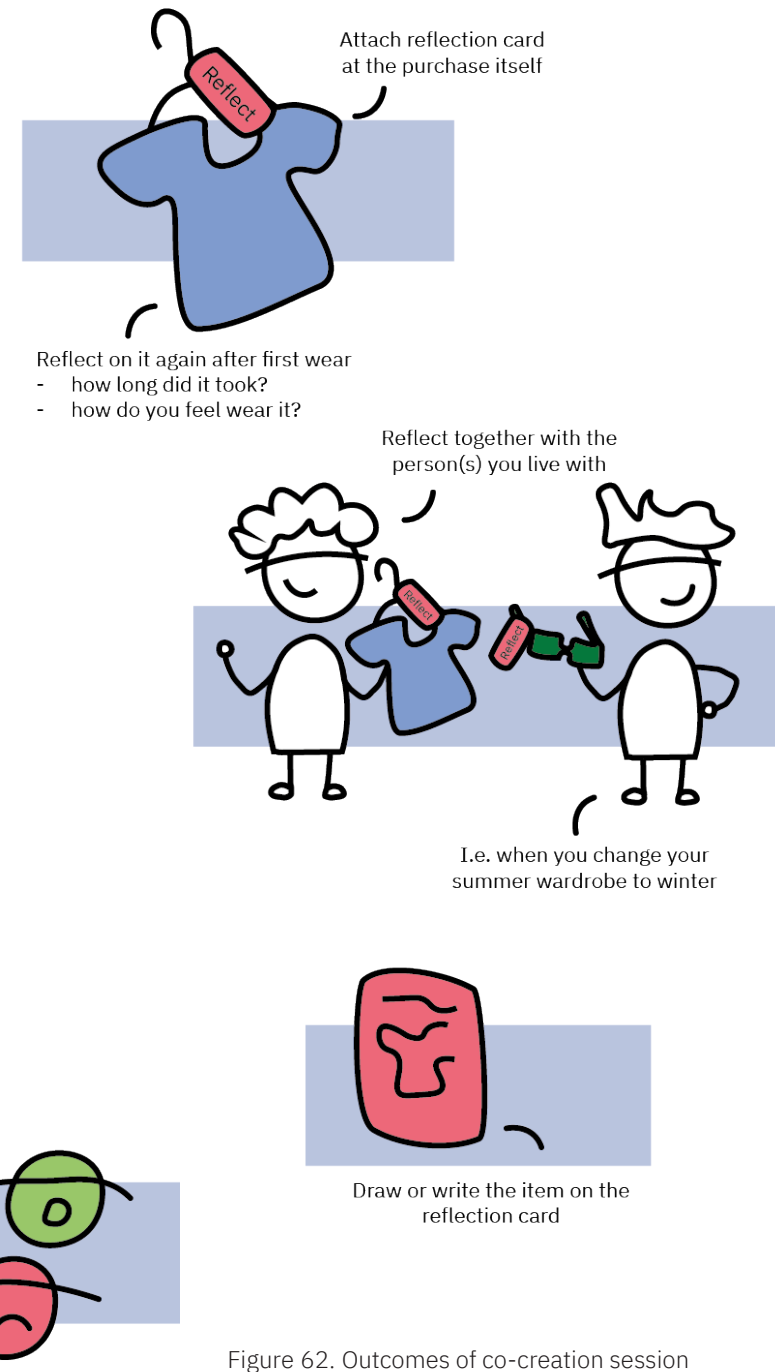 Attach reflection card
at the purchase itself
Reflect
Reflect on it again after first wear
- how long did it took?
- how do you feel wear it?
Reflect together with the
person(s) you live with
Reflect
Reflect
I.e. when you change your
summer wardrobe to winter
Draw or write the item on the
reflection card
Figure 62. Outcomes of co-creation session